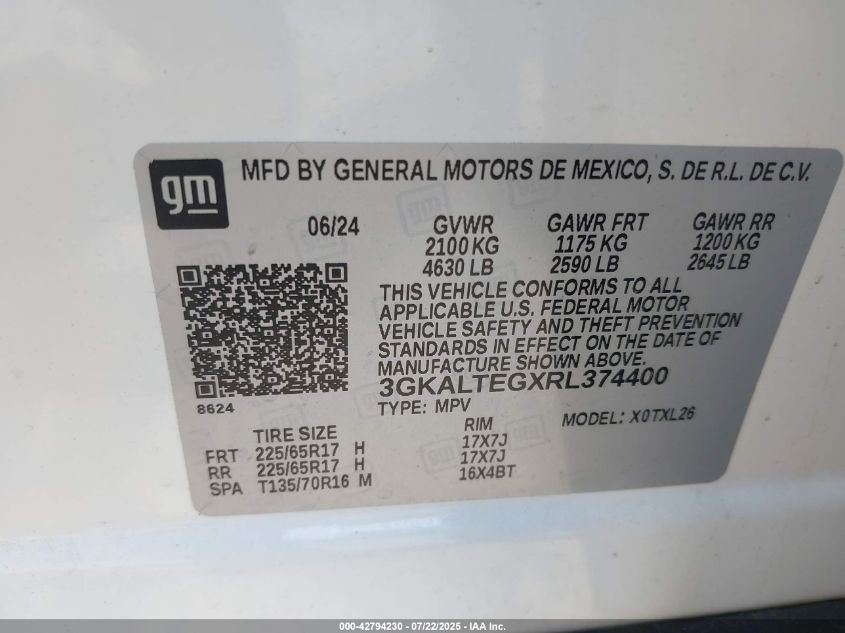 gm
MFD BY GENERAL MOTORS DE MEXICO, S. DE R.L. DE C.V.
06/24 GVWR GAWR FRT GAWR RR
2100 KG 1175 KG 1200 KG
4630 LB 2590 LB 2645 LB
THIS VEHICLE CONFORMS TO ALL
APPLICABLE U.S. FEDERAL MOTOR
VEHICLE SAFETY AND THEFT PREVENTION
STANDARDS IN EFFECT ON THE DATE OF
MANUFACTURE SHOWN ABOVE.
3GKALTEGXRL374400
8624
TYPE: MPV MODEL: X0TXL26
TIRE SIZE RIM
FRT 225/65R17 H 17X7J
RR 225/65R17 H 17X7J
SPA T135/70R16 M 16X4BT
000-42794230 - 07/22/2025 - IAA Inc.